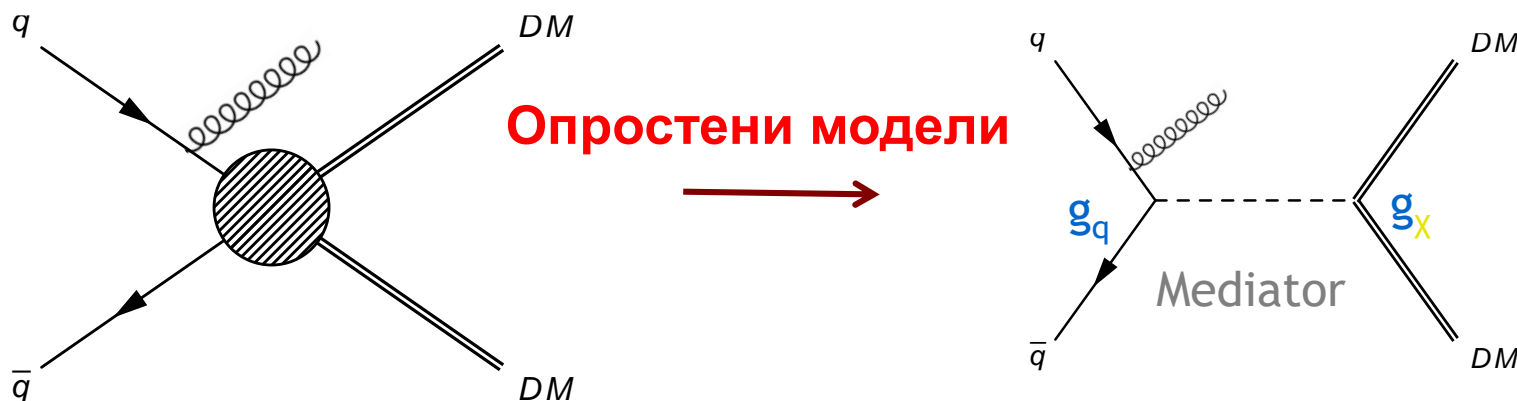 q
DM
Опростени модели
q̅
DM
q
DM
g_q
g_χ
Mediator
q̅
DM